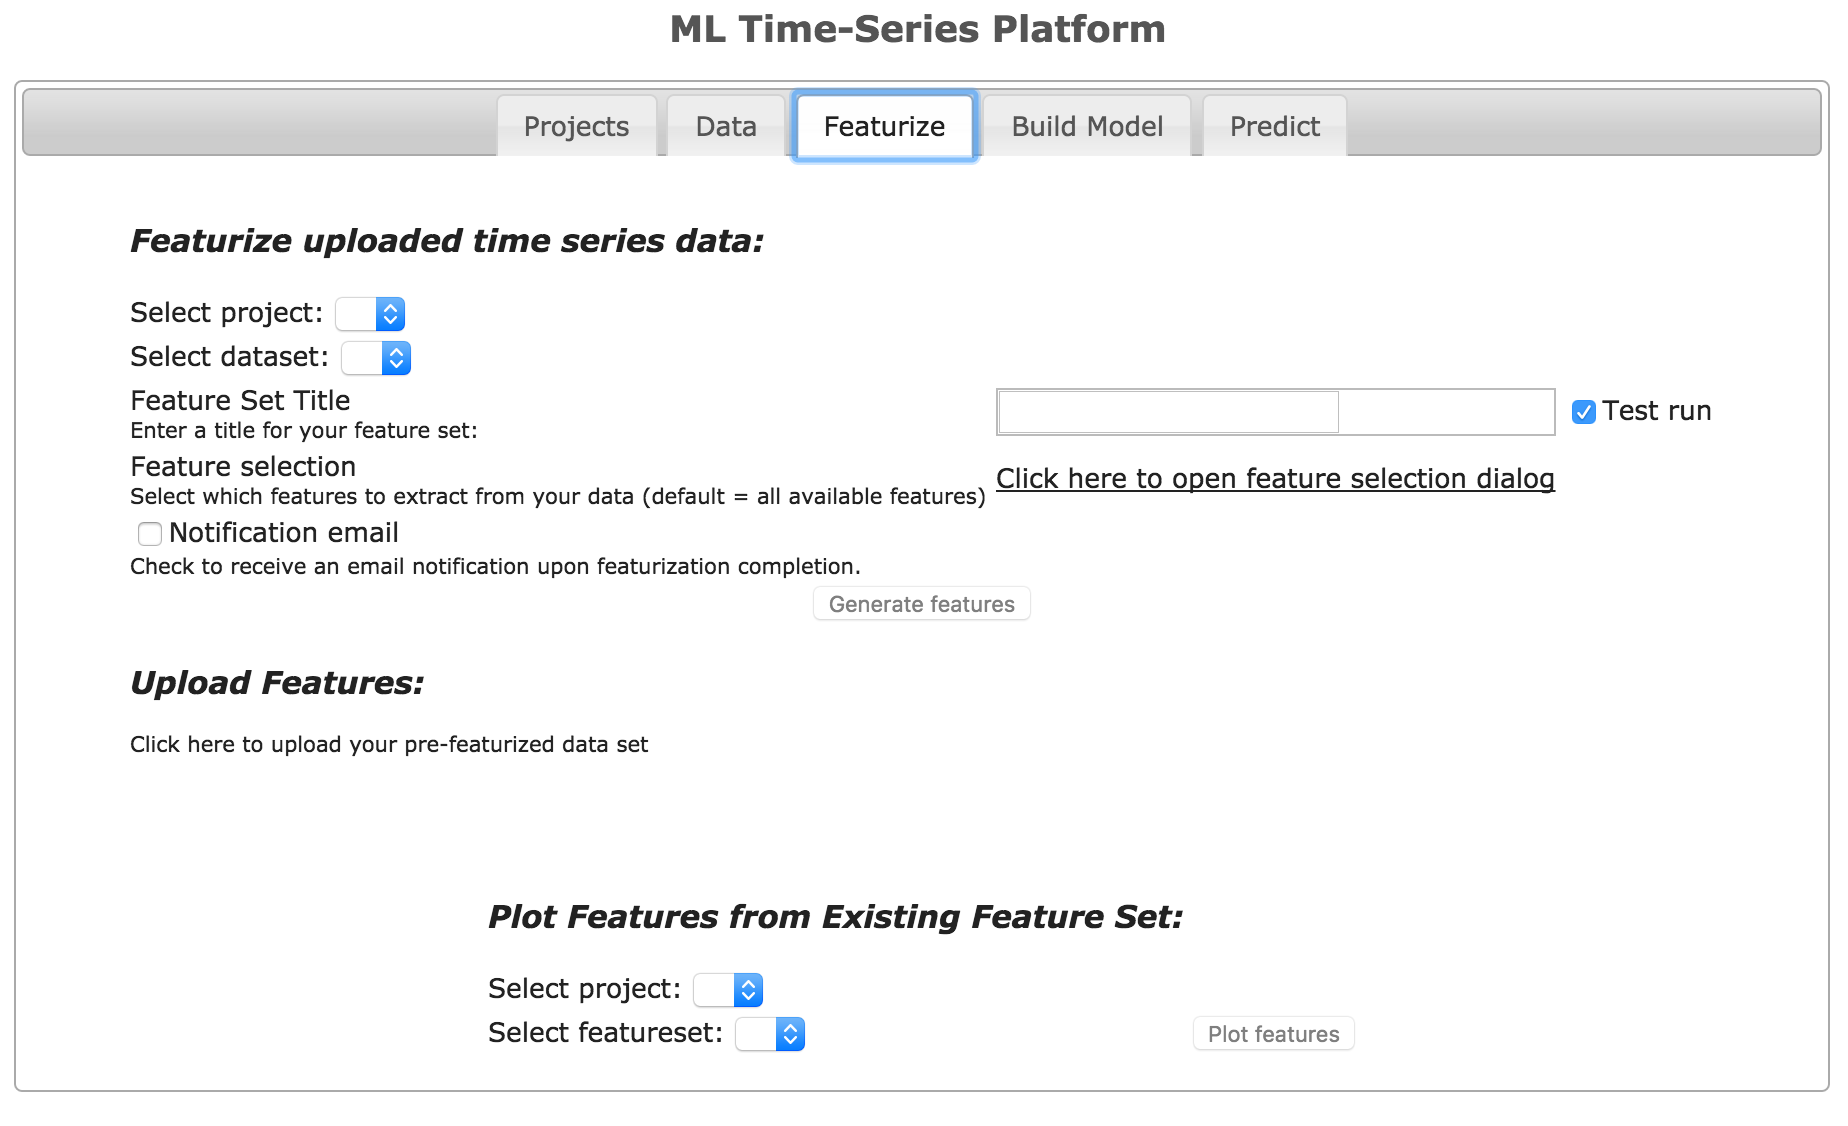 ML Time-Series Platform
Projects Data Featurize Build Model Predict
Featurize uploaded time series data:
Select project:
Select dataset:
Feature Set Title
Enter a title for your feature set:
Test run
Feature selection
Select which features to extract from your data (default = all available features)
Click here to open feature selection dialog
Notification email
Check to receive an email notification upon featurization completion.
Generate features
Upload Features:
Click here to upload your pre-featurized data set
Plot Features from Existing Feature Set:
Select project:
Select featureset:
Plot features